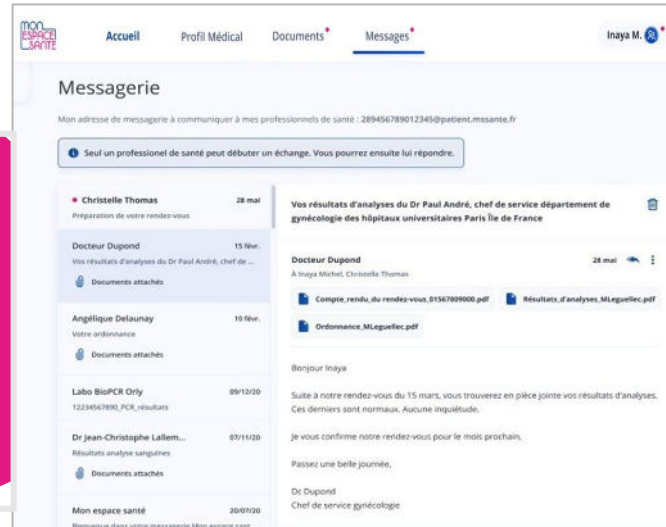 mon
ESPACE
SANTÉ
Accueil
Profil Médical
Documents
Messages
Inaya M.
Messagerie
Mon adresse de messagerie à communiquer à mes professionnels de santé : 289456789012345@patient.mssante.fr
Seul un professionel de santé peut débuter un échange. Vous pourrez ensuite lui répondre.
Christelle Thomas
28 mai
Préparation de votre rendez-vous
Docteur Dupond
15 févr.
Vos résultats d'analyses du Dr Paul André, chef de ...
Documents attachés
Angélique Delaunay
10 févr.
Votre ordonnance
Documents attachés
Labo BioPCR Orly
09/12/20
12234567890_PCR_résultats
Dr Jean-Christophe Lallem...
07/11/20
Résultats analyse sanguines
Documents attachés
Mon espace santé
20/07/20
Bienvenue dans votre messagerie Mon espace sant
Vos résultats d'analyses du Dr Paul André, chef de service département de
gynécologie des hôpitaux universitaires Paris Île de France
Docteur Dupond
28 mai
À Inaya Michel, Christelle Thomas
Compte_rendu_du rendez-vous_01567809000.pdf
Résultats_d'analyses_MLeguellec.pdf
Ordonnance_MLeguellec.pdf
Bonjour Inaya
Suite à notre rendez-vous du 15 mars, vous trouverez en pièce jointe vos résultats d'analyses.
Ces derniers sont normaux. Aucune inquiétude.
Je vous confirme notre rendez-vous pour le mois prochain,
Passez une belle journée,
Dr Dupond
Chef de service gynécologie